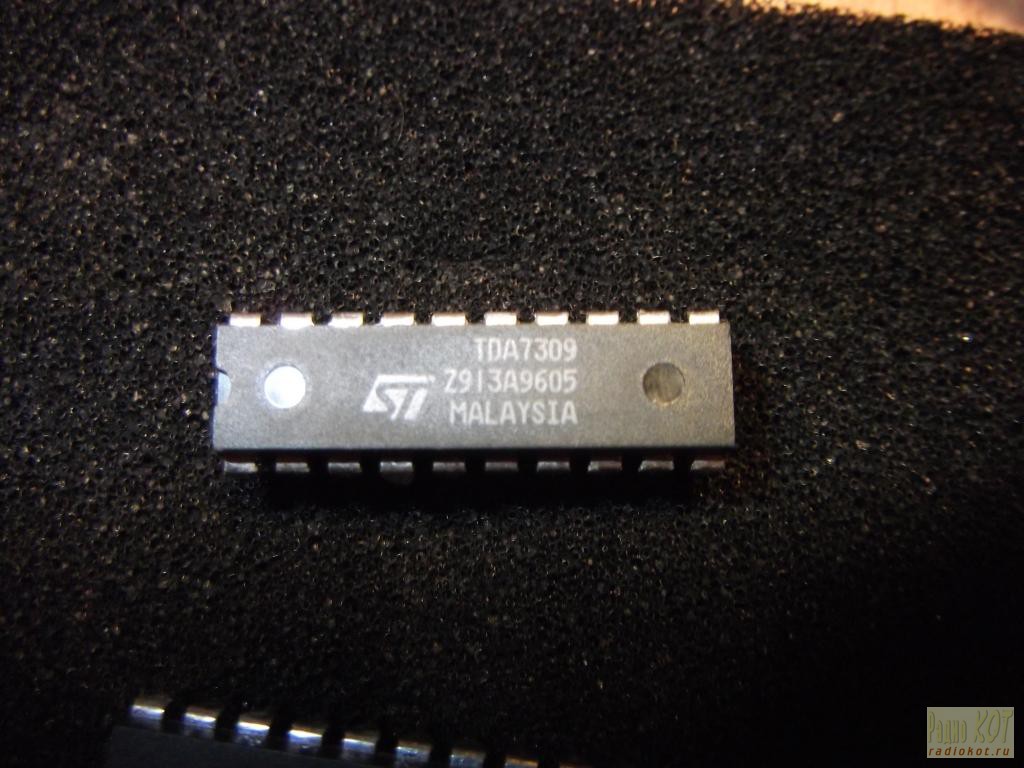 TDA7309
ST Z913A9605
MALAYSIA
Радио КОТ
radiokot.ru